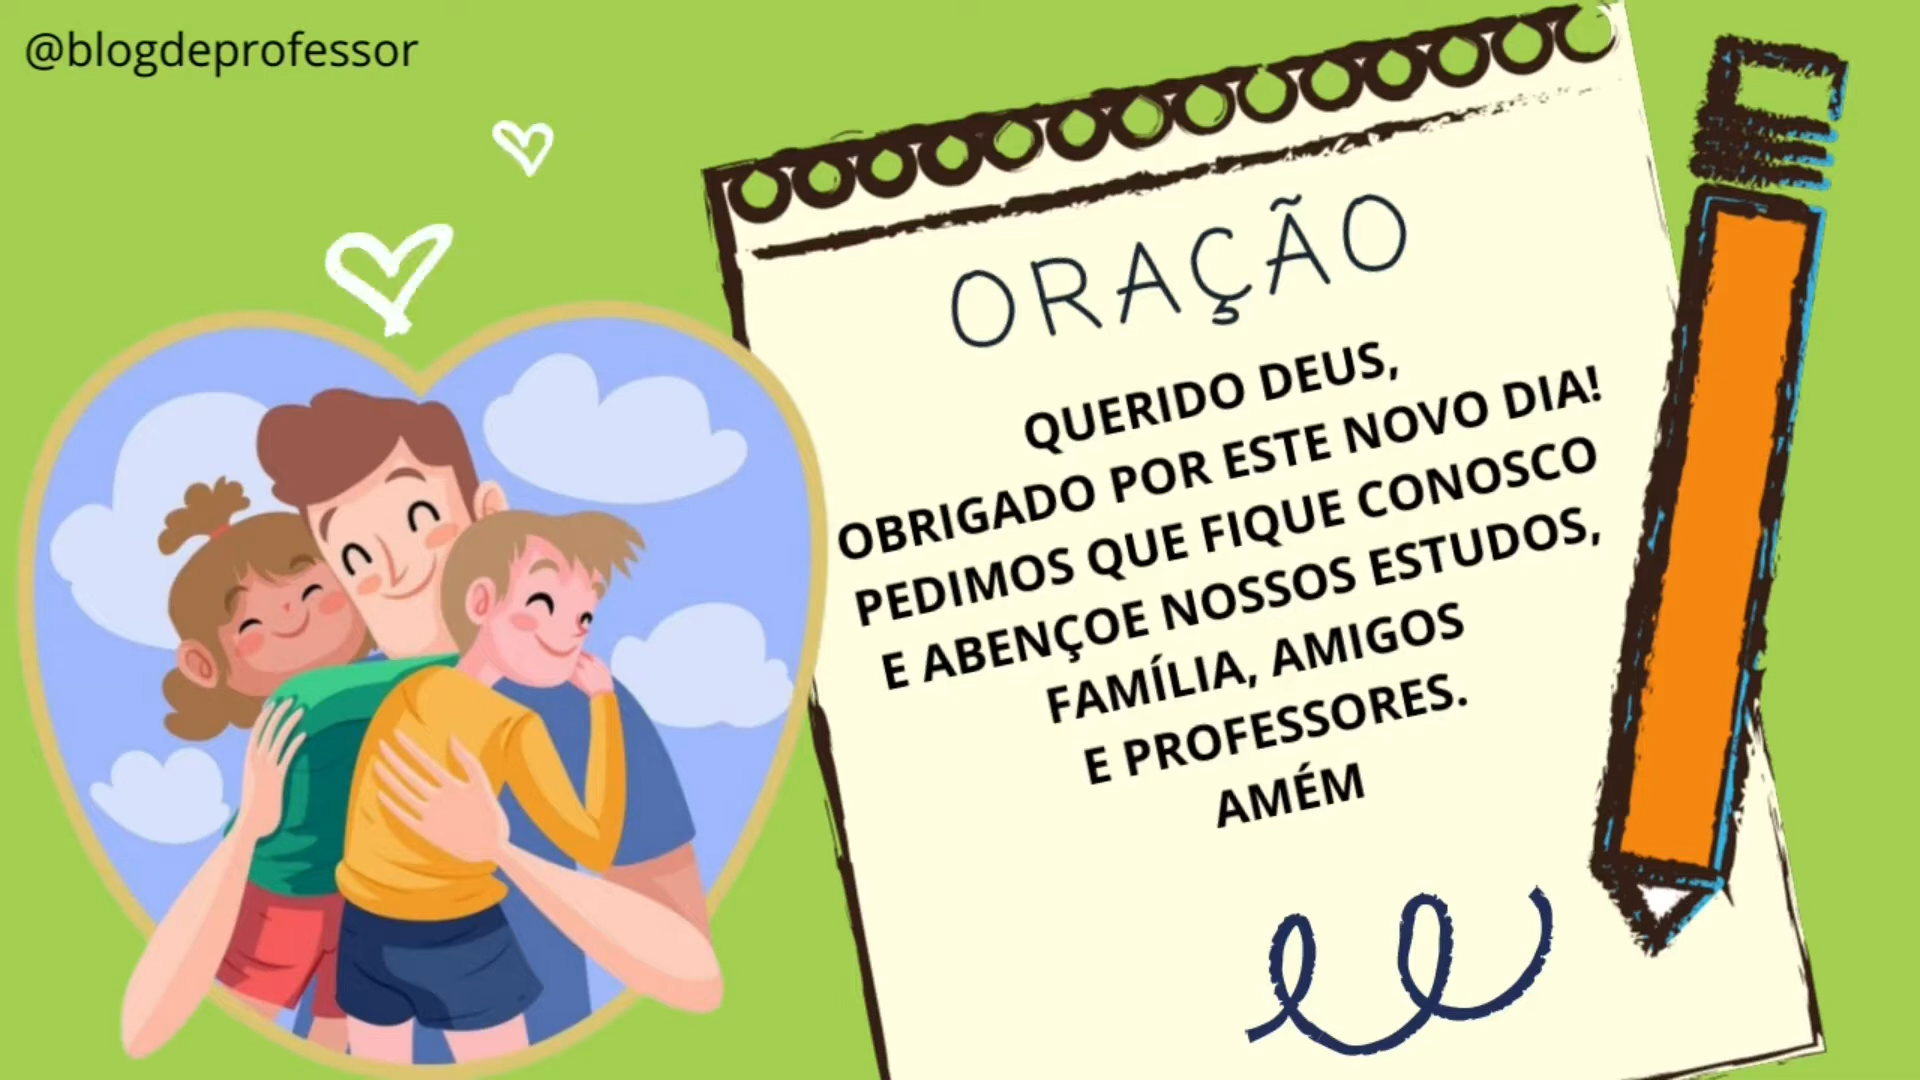 @blogdeprofessor
ORAÇÃO
QUERIDO DEUS,
OBRIGADO POR ESTE NOVO DIA!
PEDIMOS QUE FIQUE CONOSCO
E ABENÇOE NOSSOS ESTUDOS,
FAMÍLIA, AMIGOS
E PROFESSORES.
AMÉM